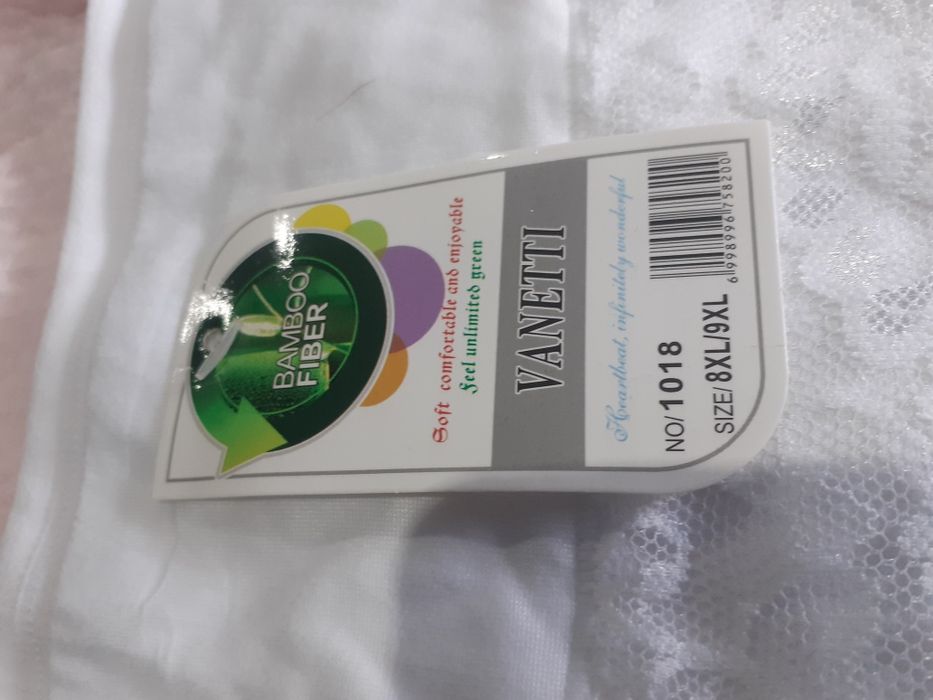 BAMBOO®
FIBER
Soft comfortable and enjoyable
Feel unlimited green
VANETTI
Heartbeat, infinitely wonderful
NO/1018
SIZE/8XL/9XL
6998996758200